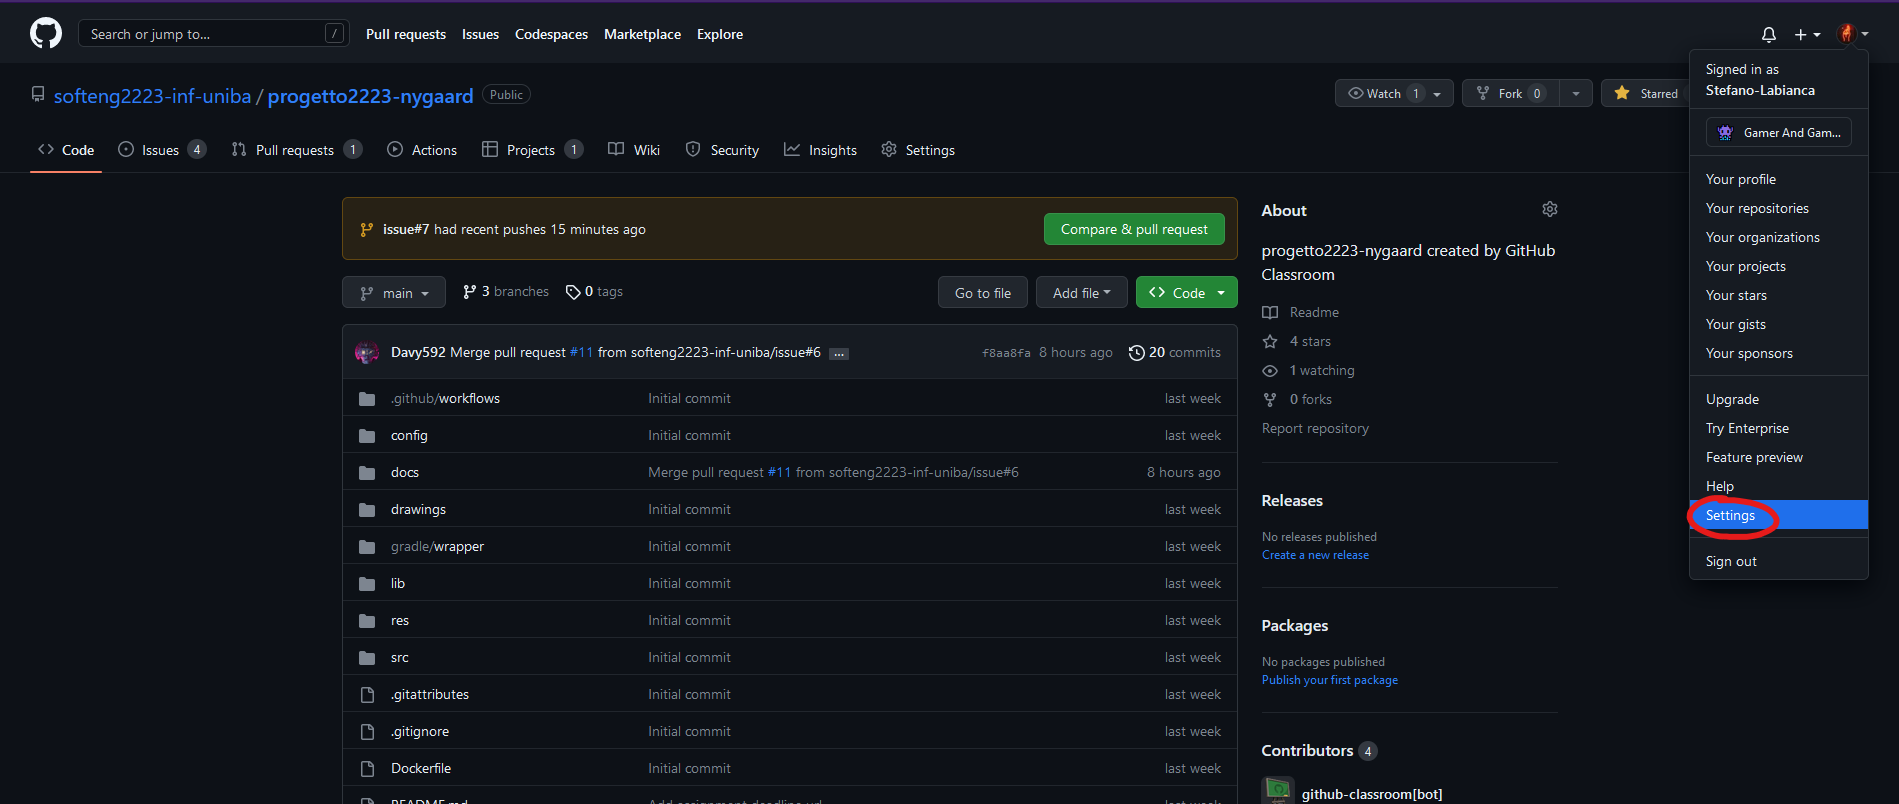 Search or jump to... / Pull requests Issues Codespaces Marketplace Explore
Signed in as
Stefano-Labianca
Gamer And Gam...
Your profile
Your repositories
Your organizations
Your projects
Your stars
Your gists
Your sponsors
Upgrade
Try Enterprise
Feature preview
Help
Settings
Sign out
softeng2223-inf-uniba / progetto2223-nygaard Public
Watch 1 Fork 0 Starred
Code Issues 4 Pull requests 1 Actions Projects 1 Wiki Security Insights Settings
issue#7 had recent pushes 15 minutes ago Compare & pull request
main 3 branches 0 tags Go to file Add file Code
Davy592 Merge pull request #11 from softeng2223-inf-uniba/issue#6 ... f8aa8fa 8 hours ago 20 commits
.github/workflows Initial commit last week
config Initial commit last week
docs Merge pull request #11 from softeng2223-inf-uniba/issue#6 8 hours ago
drawings Initial commit last week
gradle/wrapper Initial commit last week
lib Initial commit last week
res Initial commit last week
src Initial commit last week
.gitattributes Initial commit last week
.gitignore Initial commit last week
Dockerfile Initial commit last week
README.md Add assignment deadline url last week
About
progetto2223-nygaard created by GitHub
Classroom
Readme
4 stars
1 watching
0 forks
Report repository
Releases
No releases published
Create a new release
Packages
No packages published
Publish your first package
Contributors 4
github-classroom[bot]